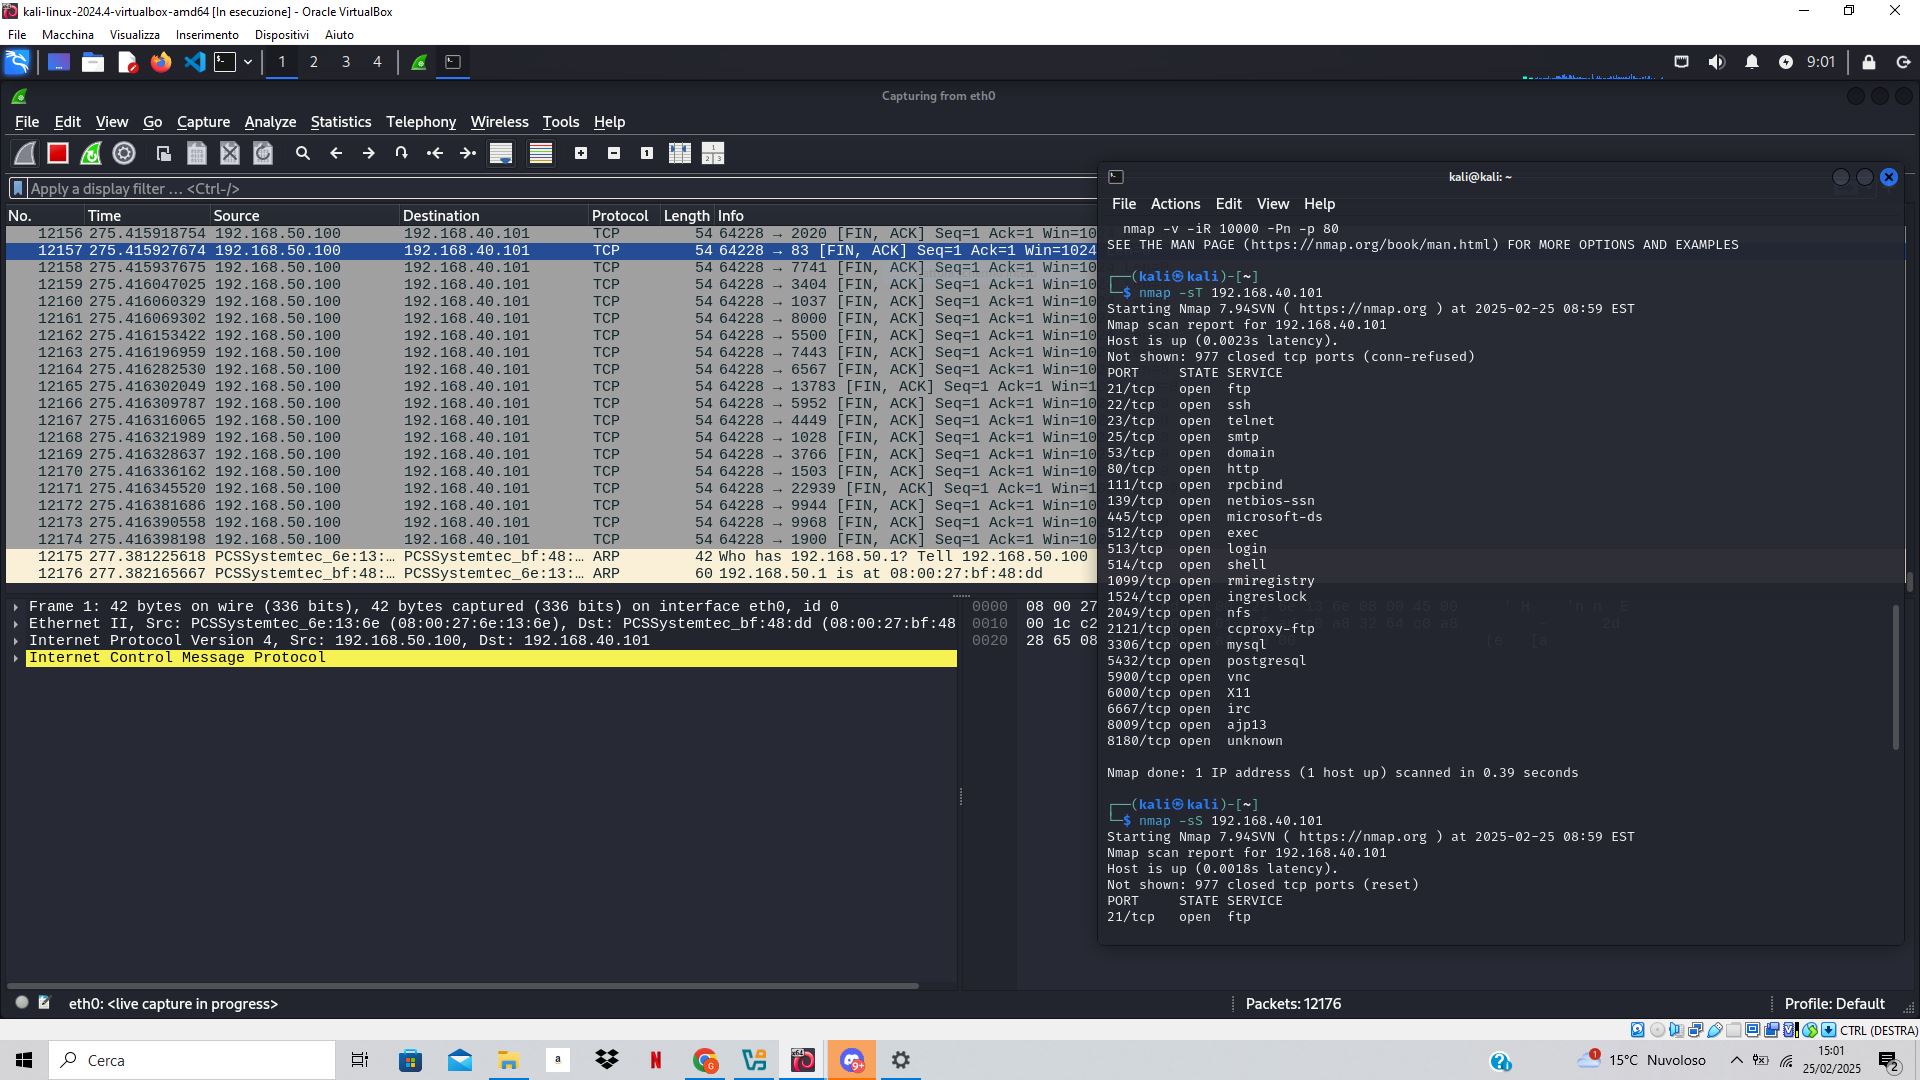 kali-linux-2024.4-virtualbox-amd64 [In esecuzione] - Oracle VirtualBox
File Macchina Visualizza Inserimento Dispositivi Aiuto
1 2 3 4
9:01
Capturing from eth0
File Edit View Go Capture Analyze Statistics Telephony Wireless Tools Help
Apply a display filter … <Ctrl-/>
No. Time Source Destination Protocol Length Info
12156 275.415918754 192.168.50.100 192.168.40.101 TCP 54 64228 → 2020 [FIN, ACK] Seq=1 Ack=1 Win=10
12157 275.415927674 192.168.50.100 192.168.40.101 TCP 54 64228 → 83 [FIN, ACK] Seq=1 Ack=1 Win=1024
12158 275.415937675 192.168.50.100 192.168.40.101 TCP 54 64228 → 7741 [FIN, ACK] Seq=1 Ack=1 Win=10
12159 275.416047025 192.168.50.100 192.168.40.101 TCP 54 64228 → 3404 [FIN, ACK] Seq=1 Ack=1 Win=10
12160 275.416060329 192.168.50.100 192.168.40.101 TCP 54 64228 → 1037 [FIN, ACK] Seq=1 Ack=1 Win=10
12161 275.416069302 192.168.50.100 192.168.40.101 TCP 54 64228 → 8000 [FIN, ACK] Seq=1 Ack=1 Win=10
12162 275.416153422 192.168.50.100 192.168.40.101 TCP 54 64228 → 5500 [FIN, ACK] Seq=1 Ack=1 Win=10
12163 275.416196959 192.168.50.100 192.168.40.101 TCP 54 64228 → 7443 [FIN, ACK] Seq=1 Ack=1 Win=10
12164 275.416282530 192.168.50.100 192.168.40.101 TCP 54 64228 → 6567 [FIN, ACK] Seq=1 Ack=1 Win=10
12165 275.416302049 192.168.50.100 192.168.40.101 TCP 54 64228 → 13783 [FIN, ACK] Seq=1 Ack=1 Win=1
12166 275.416309787 192.168.50.100 192.168.40.101 TCP 54 64228 → 5952 [FIN, ACK] Seq=1 Ack=1 Win=10
12167 275.416316065 192.168.50.100 192.168.40.101 TCP 54 64228 → 4449 [FIN, ACK] Seq=1 Ack=1 Win=10
12168 275.416321989 192.168.50.100 192.168.40.101 TCP 54 64228 → 1028 [FIN, ACK] Seq=1 Ack=1 Win=10
12169 275.416328637 192.168.50.100 192.168.40.101 TCP 54 64228 → 3766 [FIN, ACK] Seq=1 Ack=1 Win=10
12170 275.416336162 192.168.50.100 192.168.40.101 TCP 54 64228 → 1503 [FIN, ACK] Seq=1 Ack=1 Win=10
12171 275.416345520 192.168.50.100 192.168.40.101 TCP 54 64228 → 22939 [FIN, ACK] Seq=1 Ack=1 Win=1
12172 275.416381686 192.168.50.100 192.168.40.101 TCP 54 64228 → 9944 [FIN, ACK] Seq=1 Ack=1 Win=10
12173 275.416390558 192.168.50.100 192.168.40.101 TCP 54 64228 → 9968 [FIN, ACK] Seq=1 Ack=1 Win=10
12174 275.416398198 192.168.50.100 192.168.40.101 TCP 54 64228 → 1900 [FIN, ACK] Seq=1 Ack=1 Win=10
12175 277.381225618 PCSSystemtec_6e:13:… PCSSystemtec_bf:48:… ARP 42 Who has 192.168.50.1? Tell 192.168.50.100
12176 277.382165667 PCSSystemtec_bf:48:… PCSSystemtec_6e:13:… ARP 60 192.168.50.1 is at 08:00:27:bf:48:dd
Frame 1: 42 bytes on wire (336 bits), 42 bytes captured (336 bits) on interface eth0, id 0
Ethernet II, Src: PCSSystemtec_6e:13:6e (08:00:27:6e:13:6e), Dst: PCSSystemtec_bf:48:dd (08:00:27:bf:48
Internet Protocol Version 4, Src: 192.168.50.100, Dst: 192.168.40.101
Internet Control Message Protocol
0000 08 00 27
0010 00 1c c2
0020 28 65 08
kali@kali: ~
File Actions Edit View Help
nmap -v -iR 10000 -Pn -p 80
SEE THE MAN PAGE (https://nmap.org/book/man.html) FOR MORE OPTIONS AND EXAMPLES
┌──(kali㉿kali)-[~]
└─$ nmap -sT 192.168.40.101
Starting Nmap 7.94SVN ( https://nmap.org ) at 2025-02-25 08:59 EST
Nmap scan report for 192.168.40.101
Host is up (0.0023s latency).
Not shown: 977 closed tcp ports (conn-refused)
PORT STATE SERVICE
21/tcp open ftp
22/tcp open ssh
23/tcp open telnet
25/tcp open smtp
53/tcp open domain
80/tcp open http
111/tcp open rpcbind
139/tcp open netbios-ssn
445/tcp open microsoft-ds
512/tcp open exec
513/tcp open login
514/tcp open shell
1099/tcp open rmiregistry
1524/tcp open ingreslock
2049/tcp open nfs
2121/tcp open ccproxy-ftp
3306/tcp open mysql
5432/tcp open postgresql
5900/tcp open vnc
6000/tcp open X11
6667/tcp open irc
8009/tcp open ajp13
8180/tcp open unknown
Nmap done: 1 IP address (1 host up) scanned in 0.39 seconds
┌──(kali㉿kali)-[~]
└─$ nmap -sS 192.168.40.101
Starting Nmap 7.94SVN ( https://nmap.org ) at 2025-02-25 08:59 EST
Nmap scan report for 192.168.40.101
Host is up (0.0018s latency).
Not shown: 977 closed tcp ports (reset)
PORT STATE SERVICE
21/tcp open ftp
eth0: <live capture in progress>
Packets: 12176
Profile: Default
CTRL (DESTRA)
Cerca
15°C Nuvoloso
15:01
25/02/2025